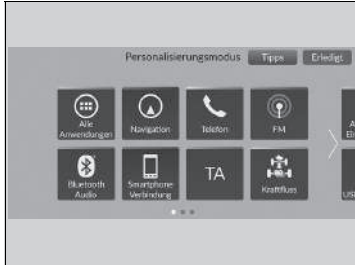 Personalisierungsmodus Tipps Erledigt
Alle
Anwendungen
Navigation
Telefon
FM
Bluetooth
Audio
Smartphone
Verbindung
TA
Kraftfluss